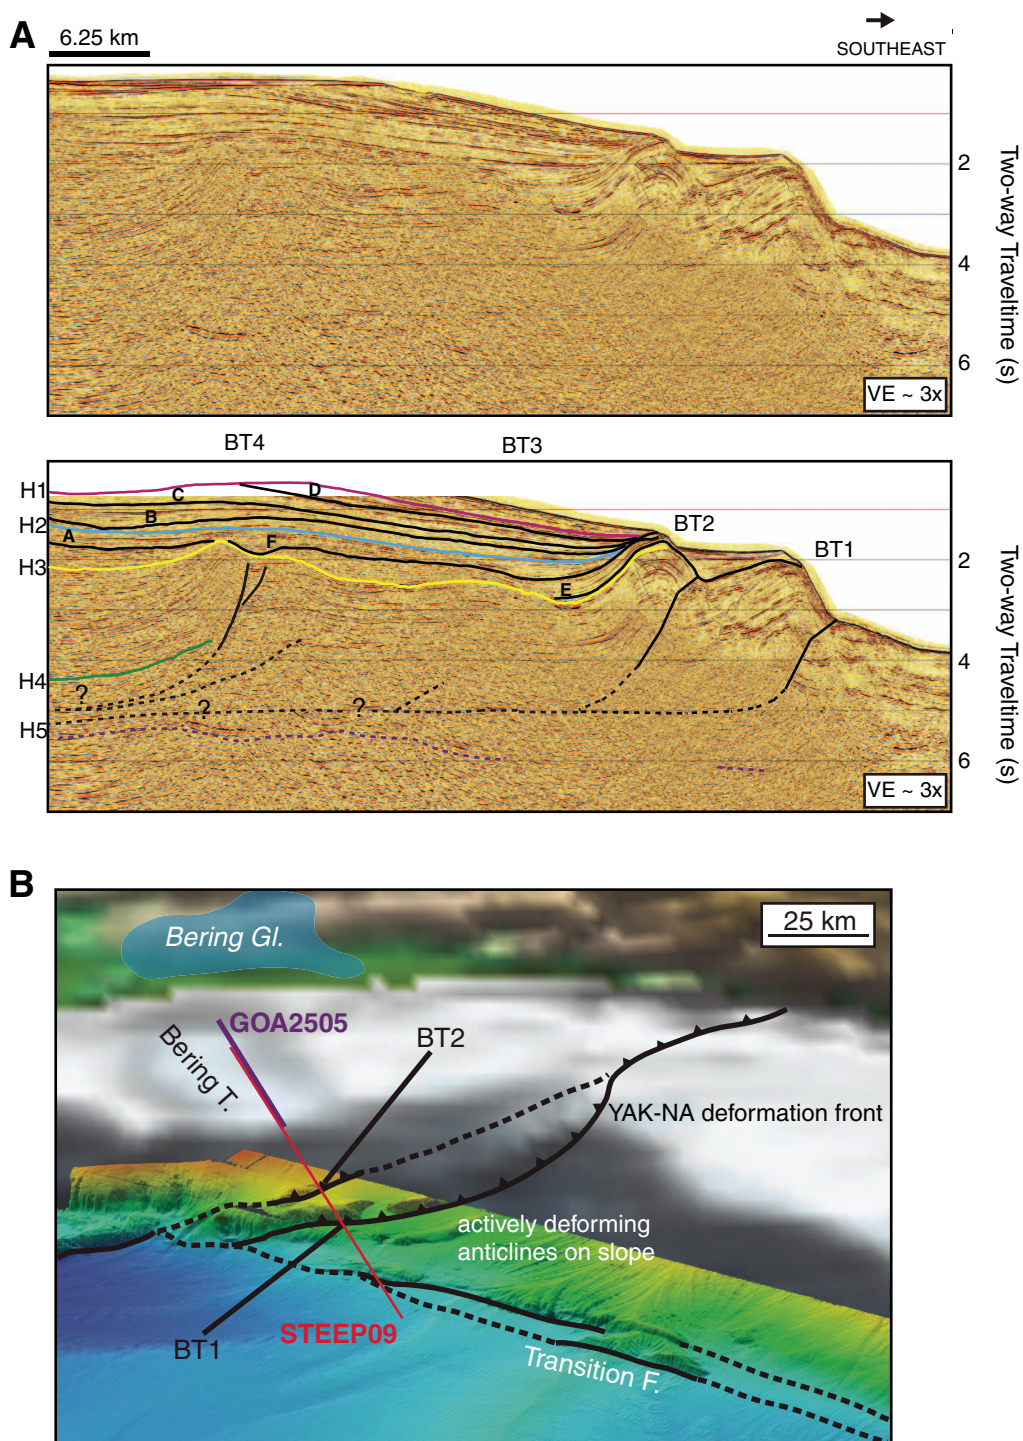 A
6.25 km
SOUTHEAST
2
4
6
Two-way Traveltime (s)
VE ~ 3x
BT4
BT3
H1
C
D
H2
B
BT2
A
F
BT1
H3
2
E
H4
?
4
?
?
H5
6
Two-way Traveltime (s)
VE ~ 3x
B
Bering Gl.
25 km
GOA2505
Bering T.
BT2
YAK-NA deformation front
actively deforming
anticlines on slope
STEEP09
BT1
Transition F.